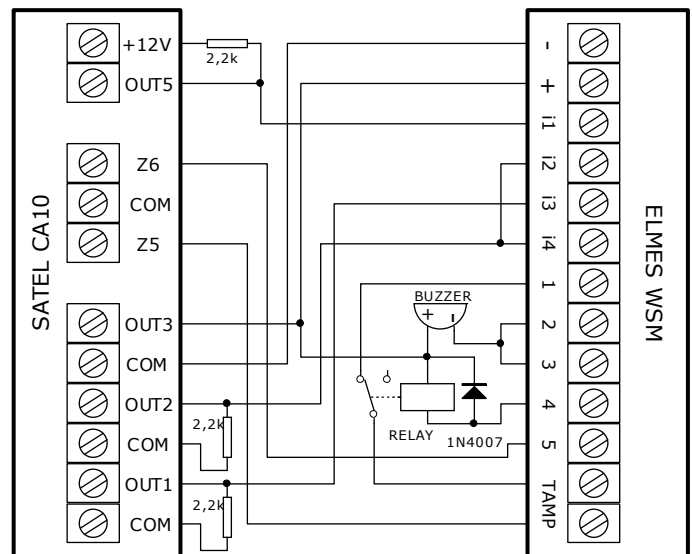 SATEL CA10
+12V
OUT5
Z6
COM
Z5
OUT3
COM
OUT2
COM
OUT1
COM
2,2k
2,2k
2,2k
BUZZER
+ -
RELAY
1N4007
-
+
i1
i2
i3
i4
1
2
3
4
5
TAMP
ELMES WSM